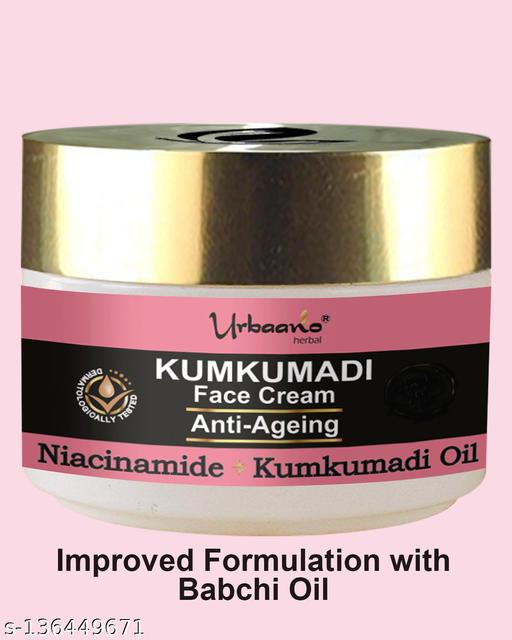 Urbaano®
herbal
KUMKUMADI
Face Cream
Anti-Ageing
DERMATOLOGICALLY TESTED
Niacinamide + Kumkumadi Oil
Improved Formulation with
Babchi Oil
s-136449671